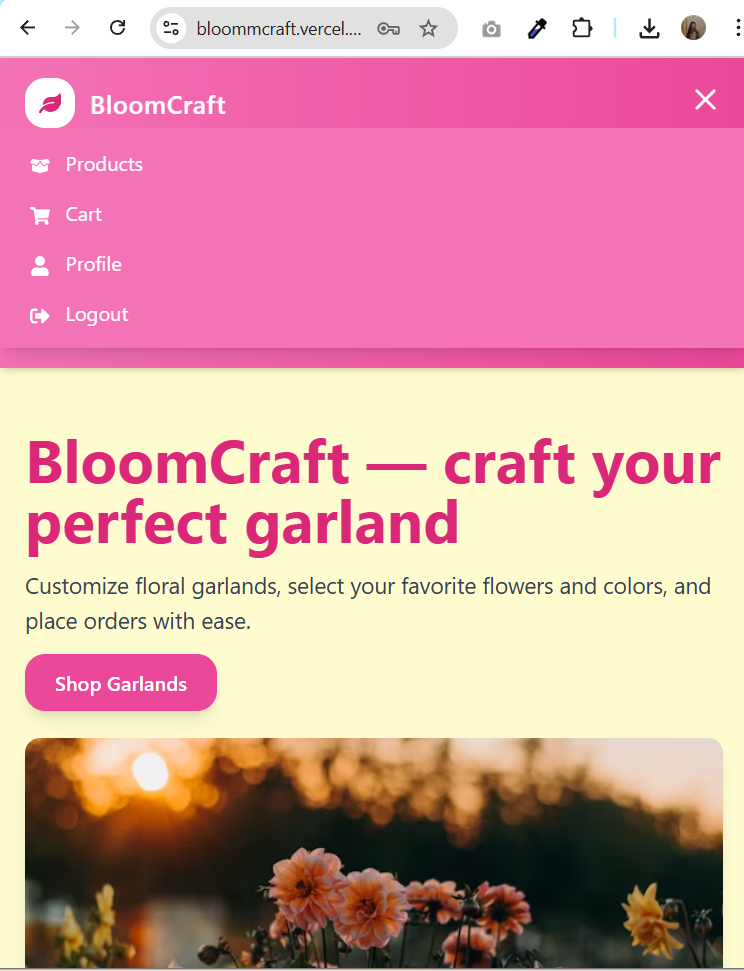 bloommcraft.vercel....
BloomCraft
Products
Cart
Profile
Logout
BloomCraft — craft your
perfect garland
Customize floral garlands, select your favorite flowers and colors, and
place orders with ease.
Shop Garlands